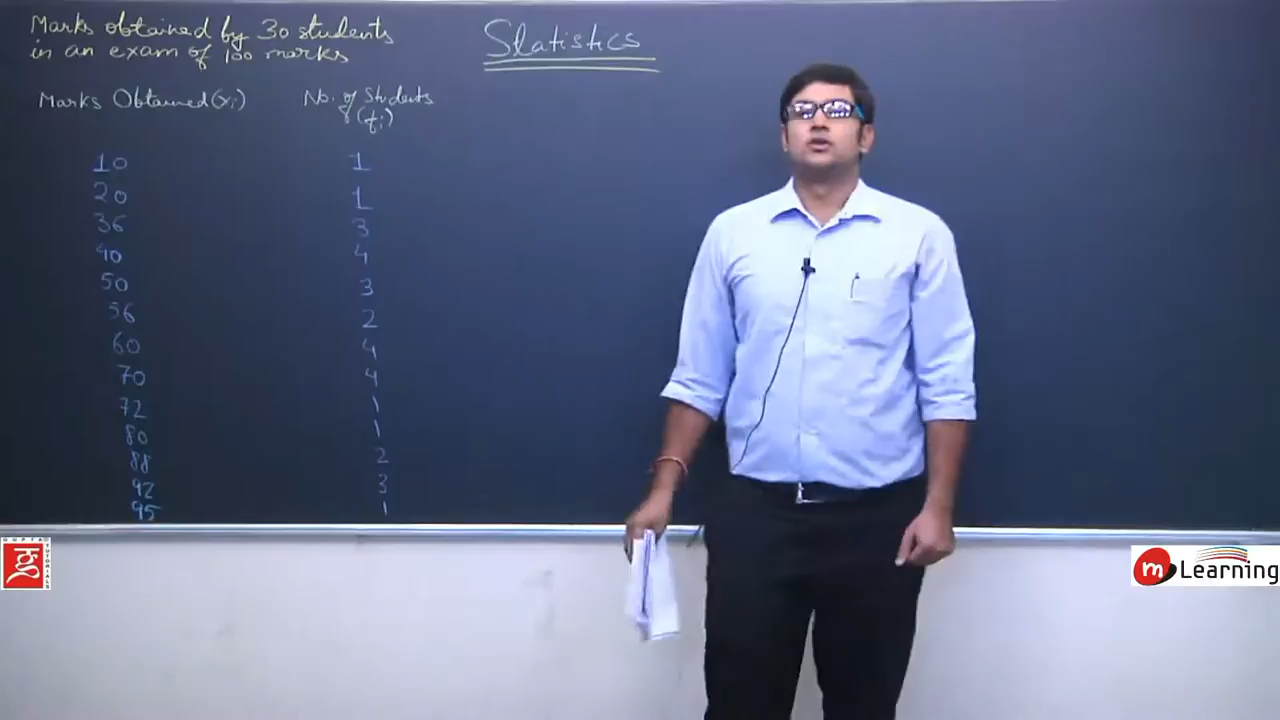 Marks obtained by 30 students
in an exam of 100 marks
Statistics
Marks Obtained (xi) No. of Students
(fi)
10 1
20 1
36 3
40 4
50 3
56 2
60 4
70 4
72 1
80 1
88 2
92 3
95 1
GUPTA
TUTORIALS
m Learning